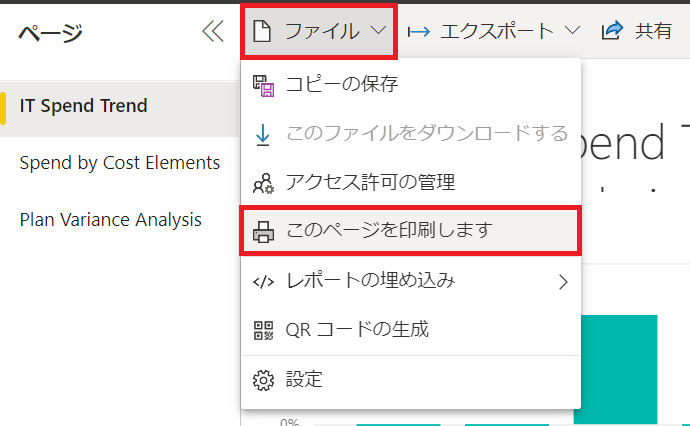 ページ
ファイル
エクスポート
共有
IT Spend Trend
Spend by Cost Elements
Plan Variance Analysis
コピーの保存
このファイルをダウンロードする
アクセス許可の管理
このページを印刷します
レポートの埋め込み
QR コードの生成
設定
pend
0%